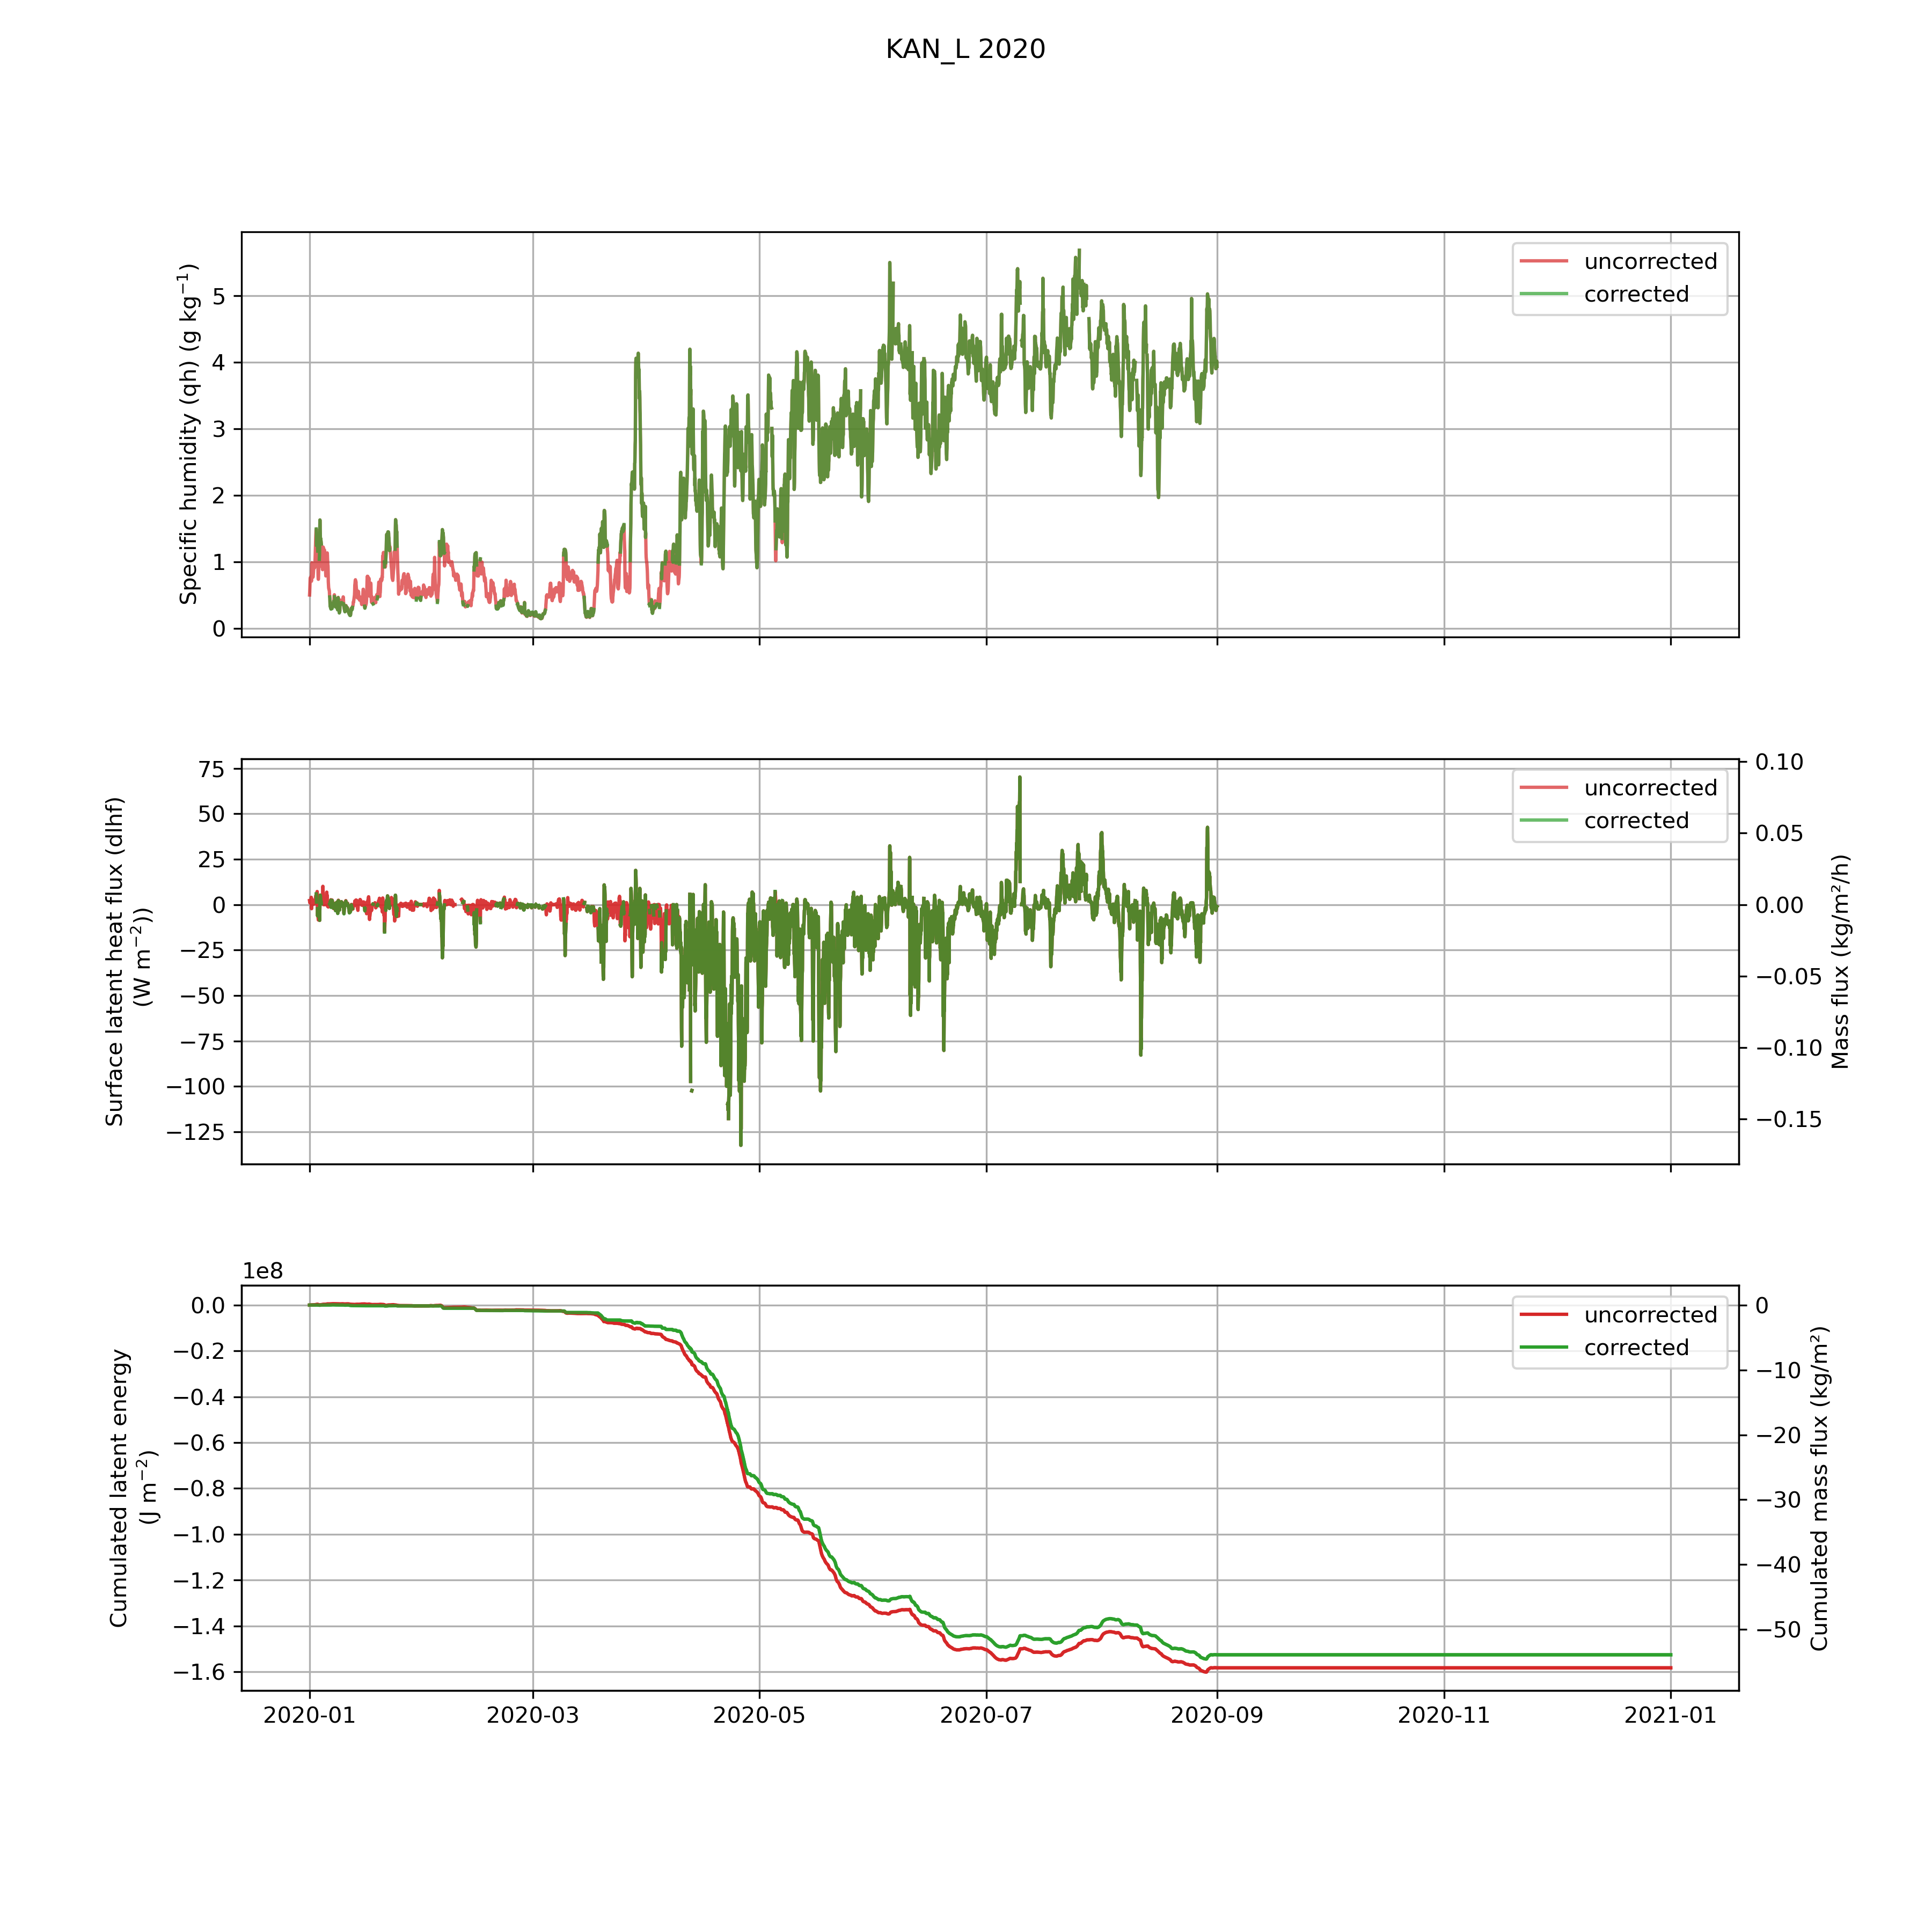 KAN_L 2020
Specific humidity (qh) (g kg⁻¹)
5
4
3
2
1
0
uncorrected
corrected
Surface latent heat flux (dlhf)
(W m⁻²))
75
50
25
0
−25
−50
−75
−100
−125
uncorrected
corrected
0.10
0.05
0.00
−0.05
−0.10
−0.15
Mass flux (kg/m²/h)
1e8
Cumulated latent energy
(J m⁻²)
0.0
−0.2
−0.4
−0.6
−0.8
−1.0
−1.2
−1.4
−1.6
uncorrected
corrected
0
−10
−20
−30
−40
−50
Cumulated mass flux (kg/m²)
2020-01
2020-03
2020-05
2020-07
2020-09
2020-11
2021-01